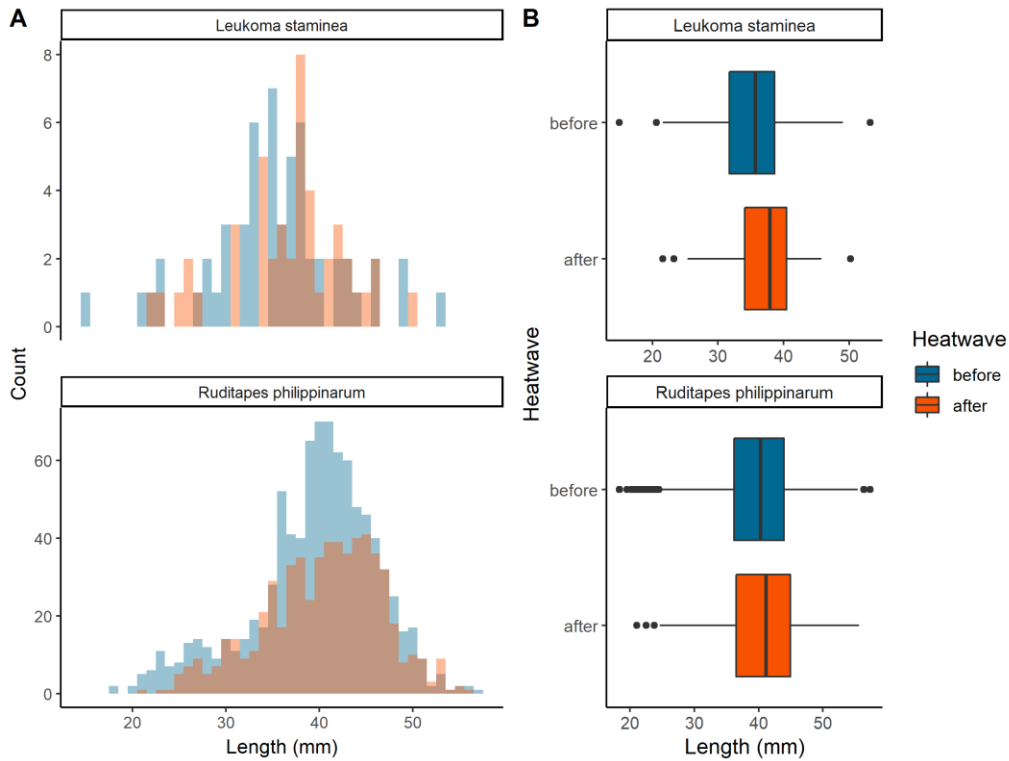 A
Leukoma staminea
8
6
4
2
0
Ruditapes philippinarum
60
40
20
0
20 30 40 50
Length (mm)
Count
B
Leukoma staminea
before
after
20 30 40 50
Ruditapes philippinarum
before
after
20 30 40 50
Length (mm)
Heatwave
Heatwave
before
after